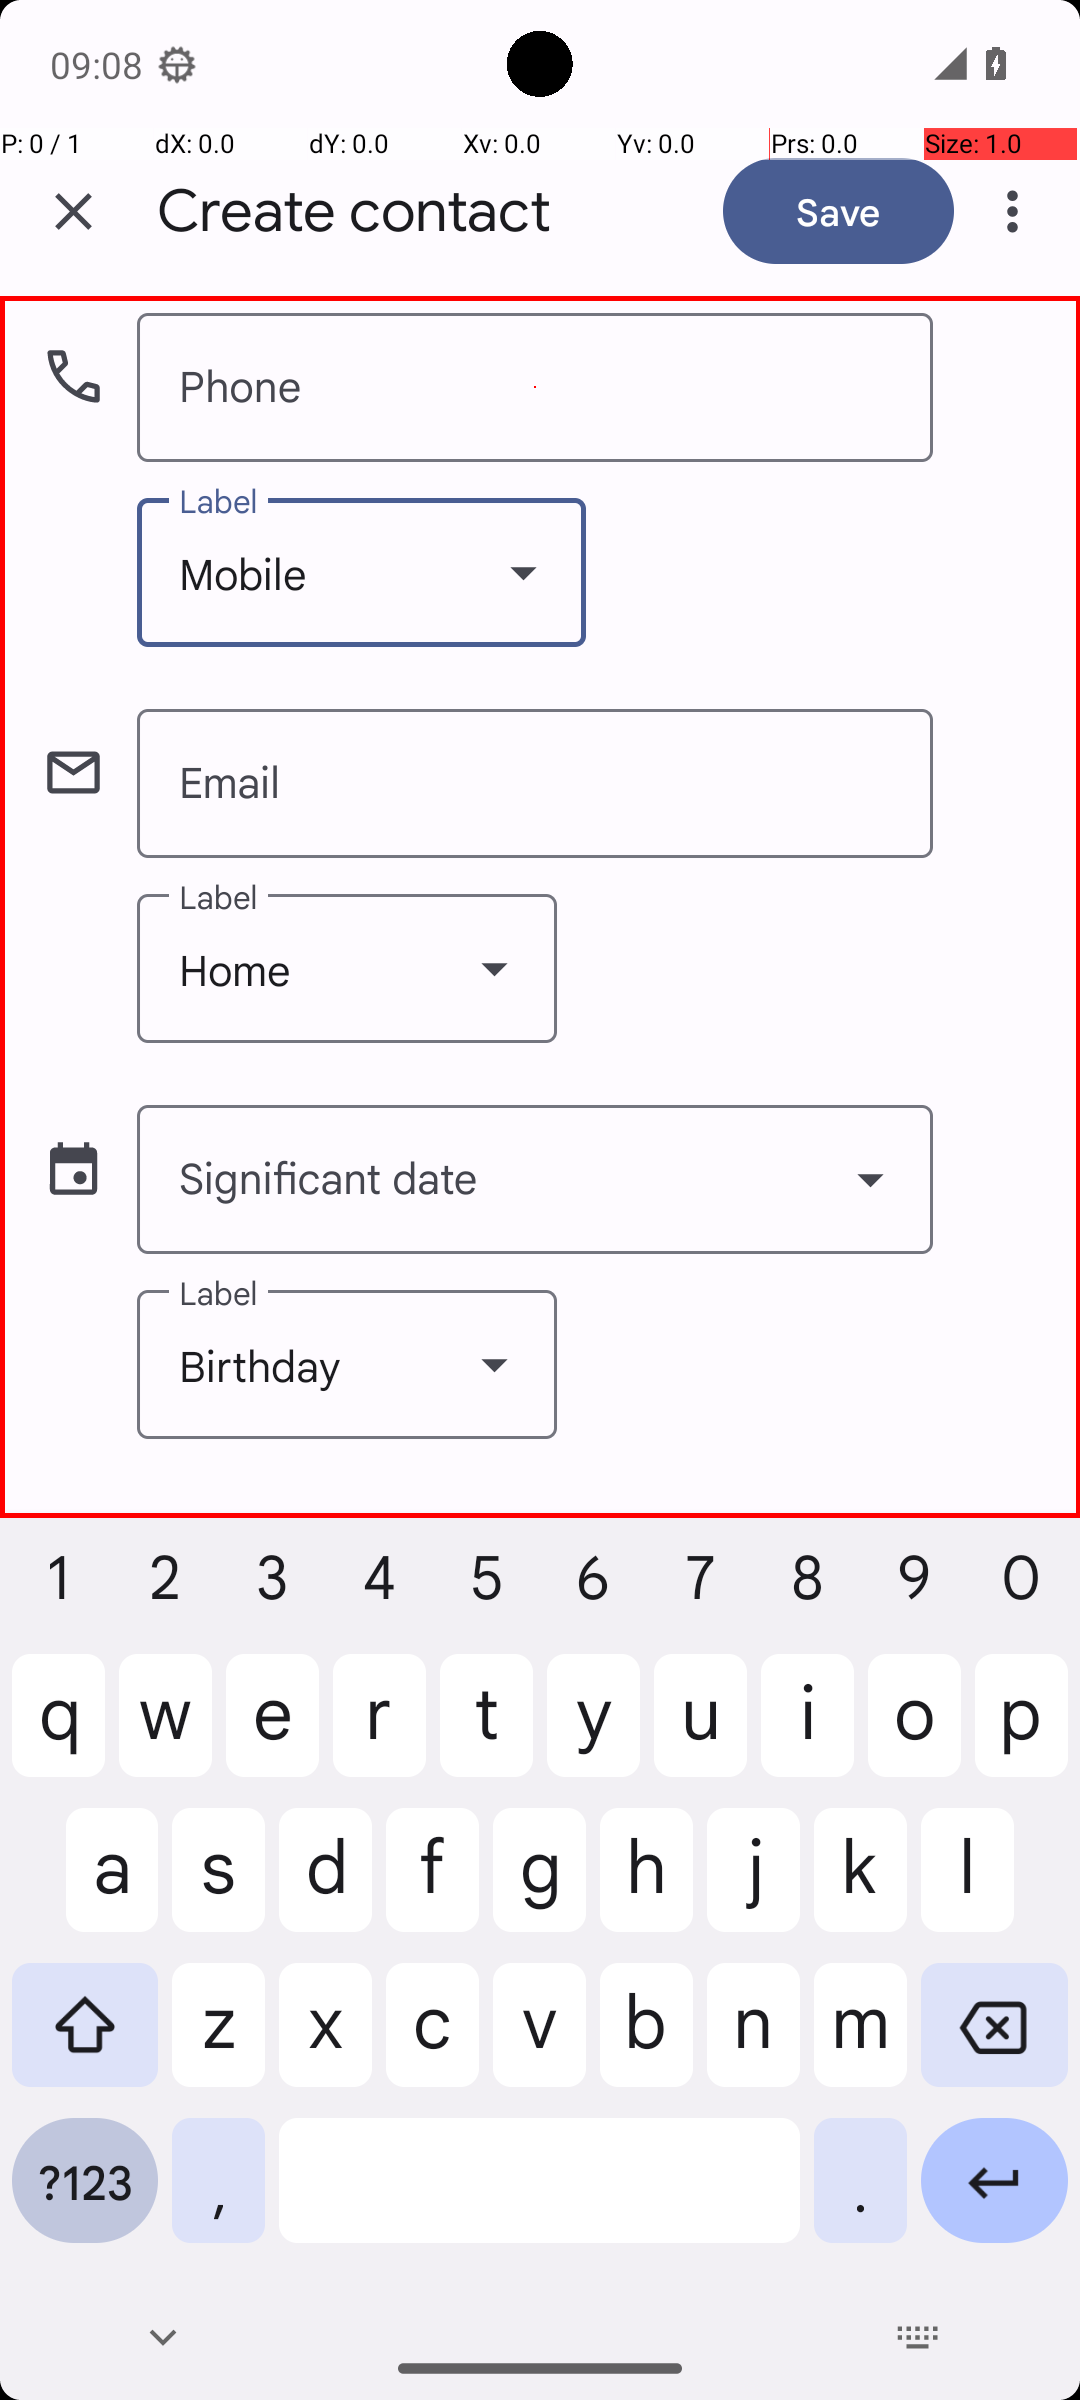 09:08
P: 0 / 1 dX: 0.0 dY: 0.0 Xv: 0.0 Yv: 0.0 Prs: 0.0 Size: 1.0
Create contact Save
Phone
Label
Mobile
Email
Label
Home
Significant date
Label
Birthday
1 2 3 4 5 6 7 8 9 0
q w e r t y u i o p
a s d f g h j k l
z x c v b n m
?123 , .